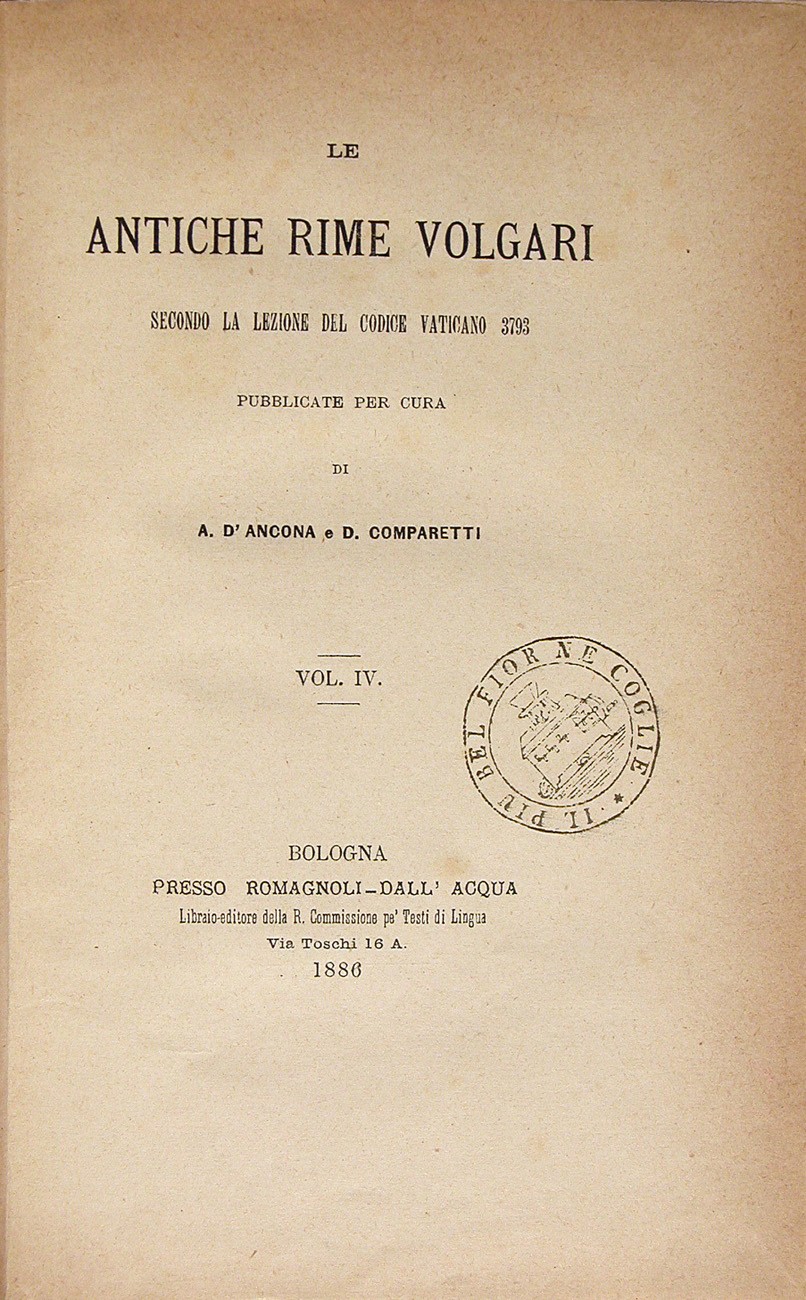 LE
ANTICHE RIME VOLGARI
SECONDO LA LEZIONE DEL CODICE VATICANO 3793
PUBBLICATE PER CURA
DI
A. D'ANCONA e D. COMPARETTI
VOL. IV.
IL PIU BEL FIOR NE COGLIE
BOLOGNA
PRESSO ROMAGNOLI-DALL' ACQUA
Libraio-editore della R. Commissione pe' Testi di Lingua
Via Toschi 16 A.
1886